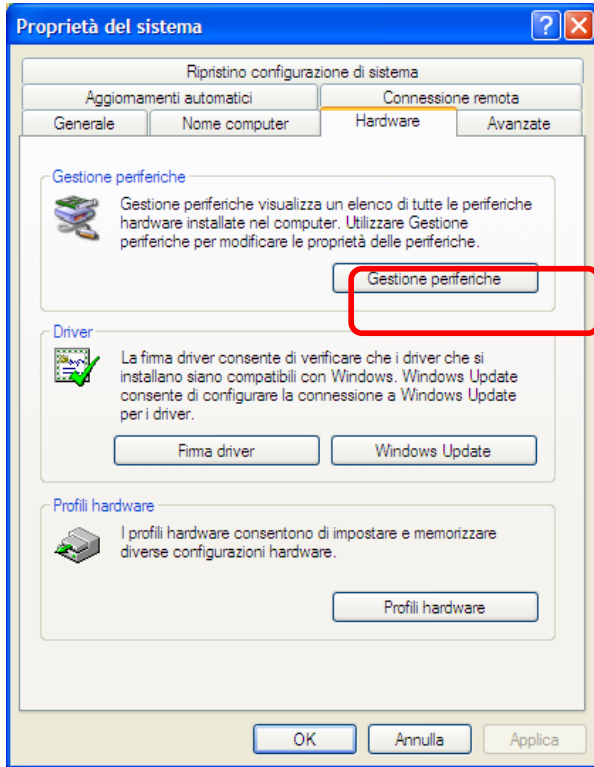 Proprietà del sistema
Ripristino configurazione di sistema
Aggiornamenti automatici
Connessione remota
Generale
Nome computer
Hardware
Avanzate
Gestione periferiche
Gestione periferiche visualizza un elenco di tutte le periferiche
hardware installate nel computer. Utilizzare Gestione
periferiche per modificare le proprietà delle periferiche.
Gestione periferiche
Driver
La firma driver consente di verificare che i driver che si
installano siano compatibili con Windows. Windows Update
consente di configurare la connessione a Windows Update
per i driver.
Firma driver
Windows Update
Profili hardware
I profili hardware consentono di impostare e memorizzare
diverse configurazioni hardware.
Profili hardware
OK
Annulla
Applica